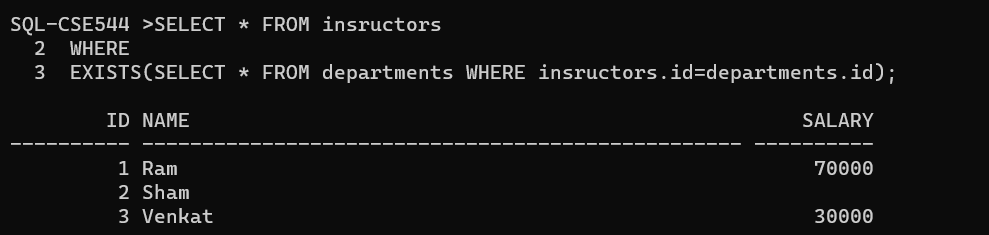 SQL-CSE544 >SELECT * FROM insructors
  2  WHERE
  3  EXISTS(SELECT * FROM departments WHERE insructors.id=departments.id);

        ID NAME                                                   SALARY
---------- -------------------------------------------------- ----------
         1 Ram                                                     70000
         2 Sham
         3 Venkat                                                  30000